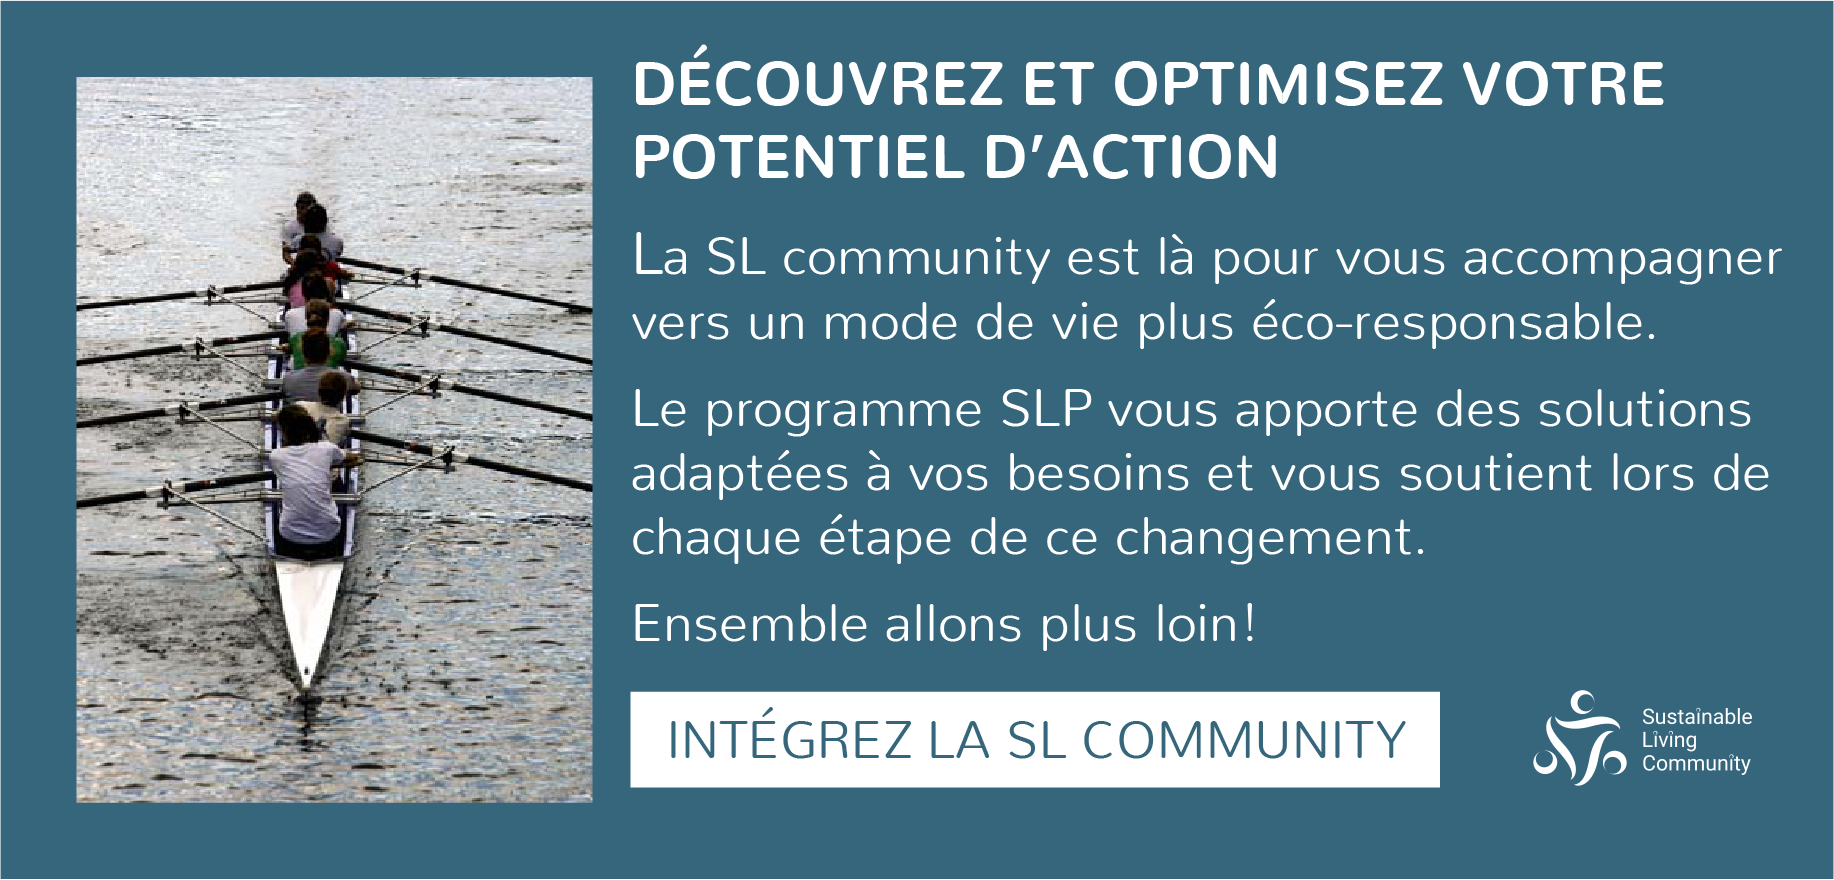 DÉCOUVREZ ET OPTIMISEZ VOTRE
POTENTIEL D’ACTION
La SL community est là pour vous accompagner
vers un mode de vie plus éco-responsable.
Le programme SLP vous apporte des solutions
adaptées à vos besoins et vous soutient lors de
chaque étape de ce changement.
Ensemble allons plus loin!
INTÉGREZ LA SL COMMUNITY
Sustainable
Living
Community